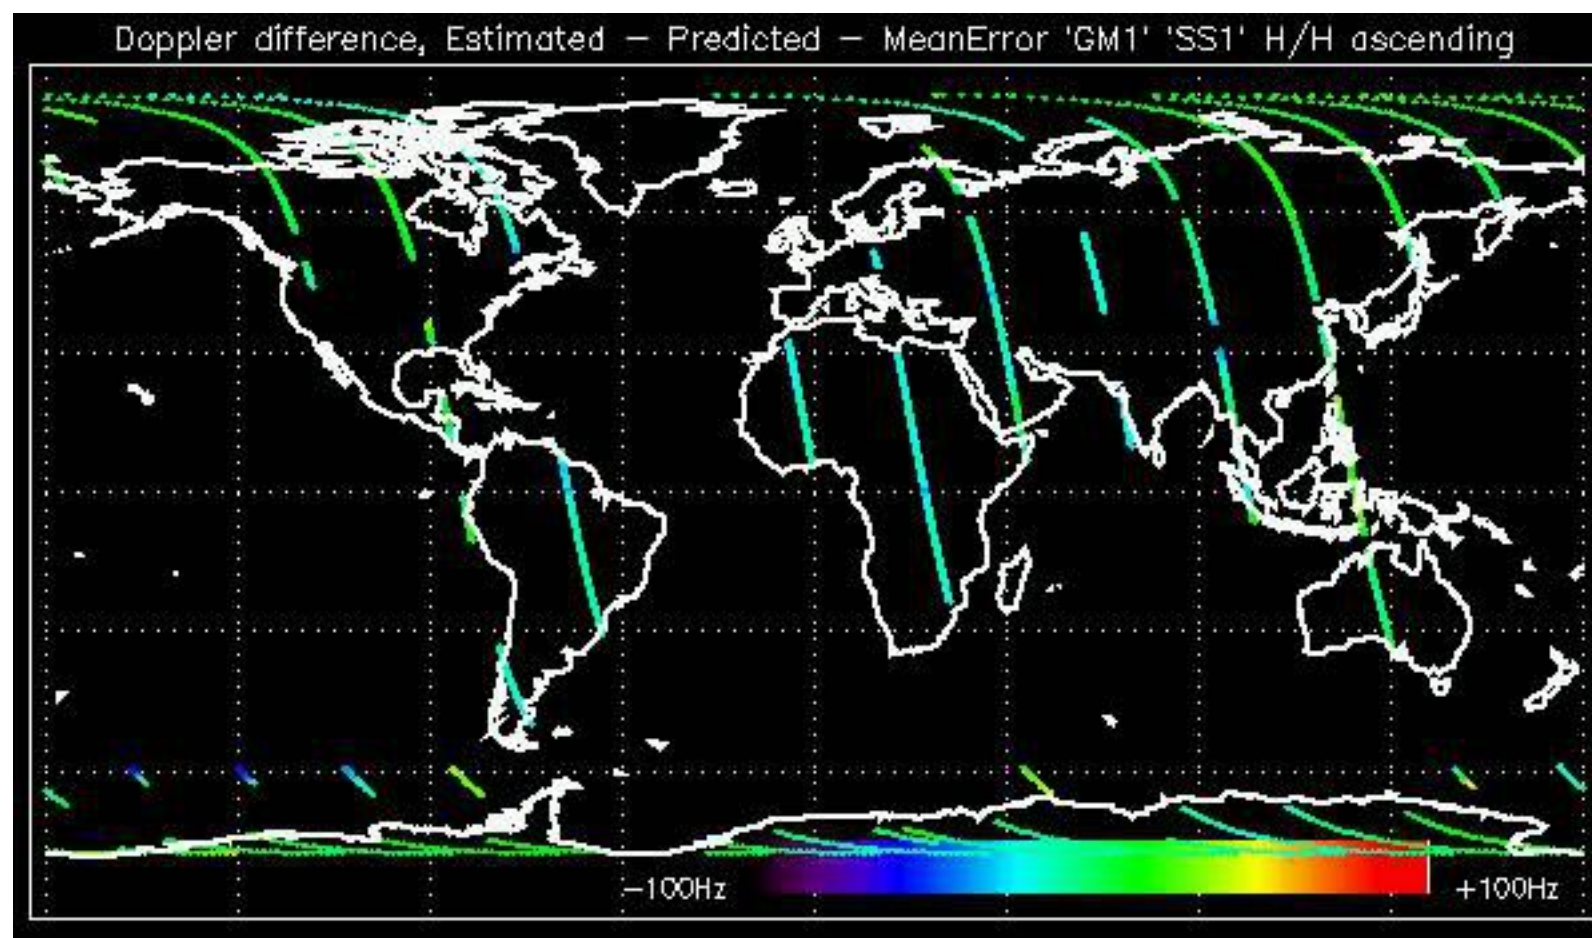 Doppler difference, Estimated – Predicted – MeanError 'GM1' 'SS1' H/H ascending
–100Hz +100Hz